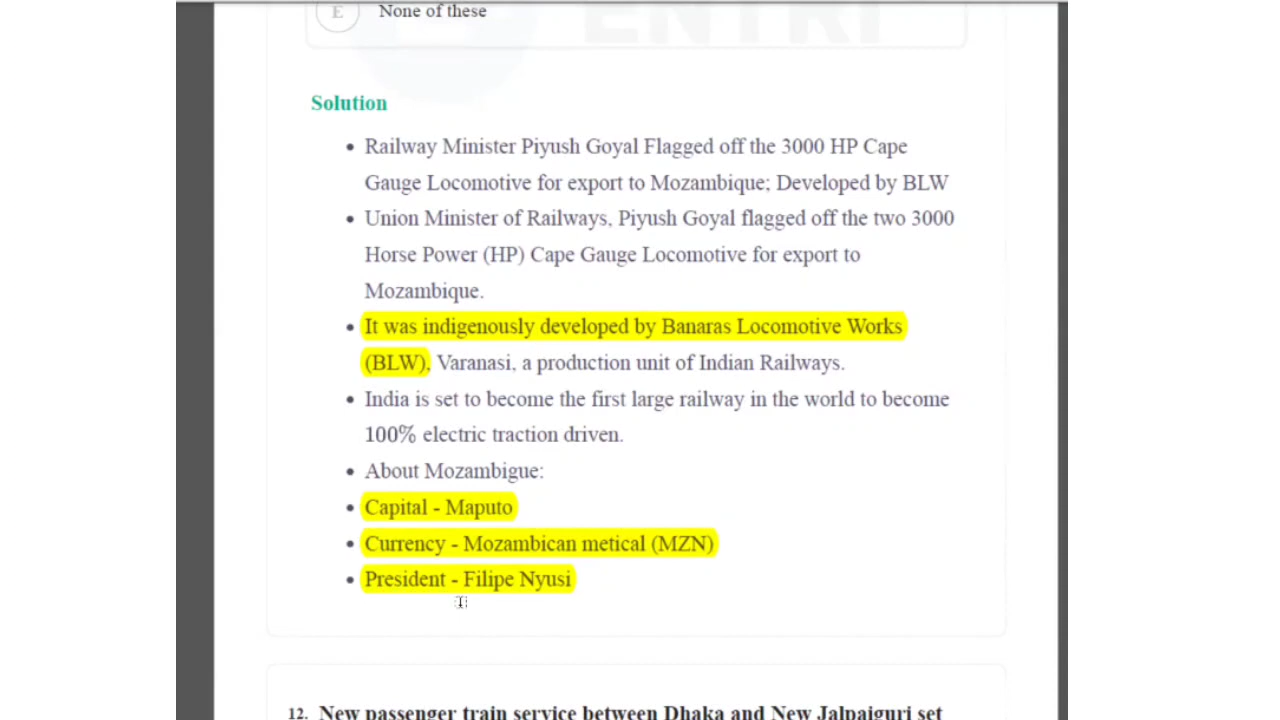 E None of these
ENTRI
Solution
• Railway Minister Piyush Goyal Flagged off the 3000 HP Cape
Gauge Locomotive for export to Mozambique; Developed by BLW
• Union Minister of Railways, Piyush Goyal flagged off the two 3000
Horse Power (HP) Cape Gauge Locomotive for export to
Mozambique.
• It was indigenously developed by Banaras Locomotive Works
(BLW), Varanasi, a production unit of Indian Railways.
• India is set to become the first large railway in the world to become
100% electric traction driven.
• About Mozambigue:
• Capital - Maputo
• Currency - Mozambican metical (MZN)
• President - Filipe Nyusi
12. New passenger train service between Dhaka and New Jalpaiguri set